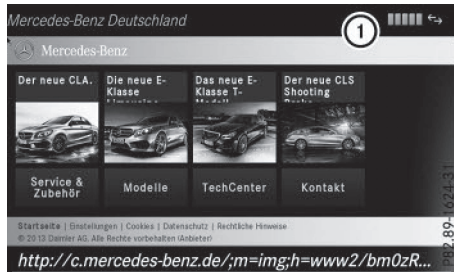 Mercedes-Benz Deutschland
1
Mercedes-Benz
Der neue CLA.
Die neue E-
Klasse
Limousine
Das neue E-
Klasse T-
Modell
Der neue CLS
Shooting
Brake
Service &
Zubehör
Modelle
TechCenter
Kontakt
Startseite | Einstellungen | Cookies | Datenschutz | Rechtliche Hinweise
© 2013 Daimler AG. Alle Rechte vorbehalten (Anbieter)
http://c.mercedes-benz.de/;m=img;h=www2/bm0zR...
P82.89-1624-31